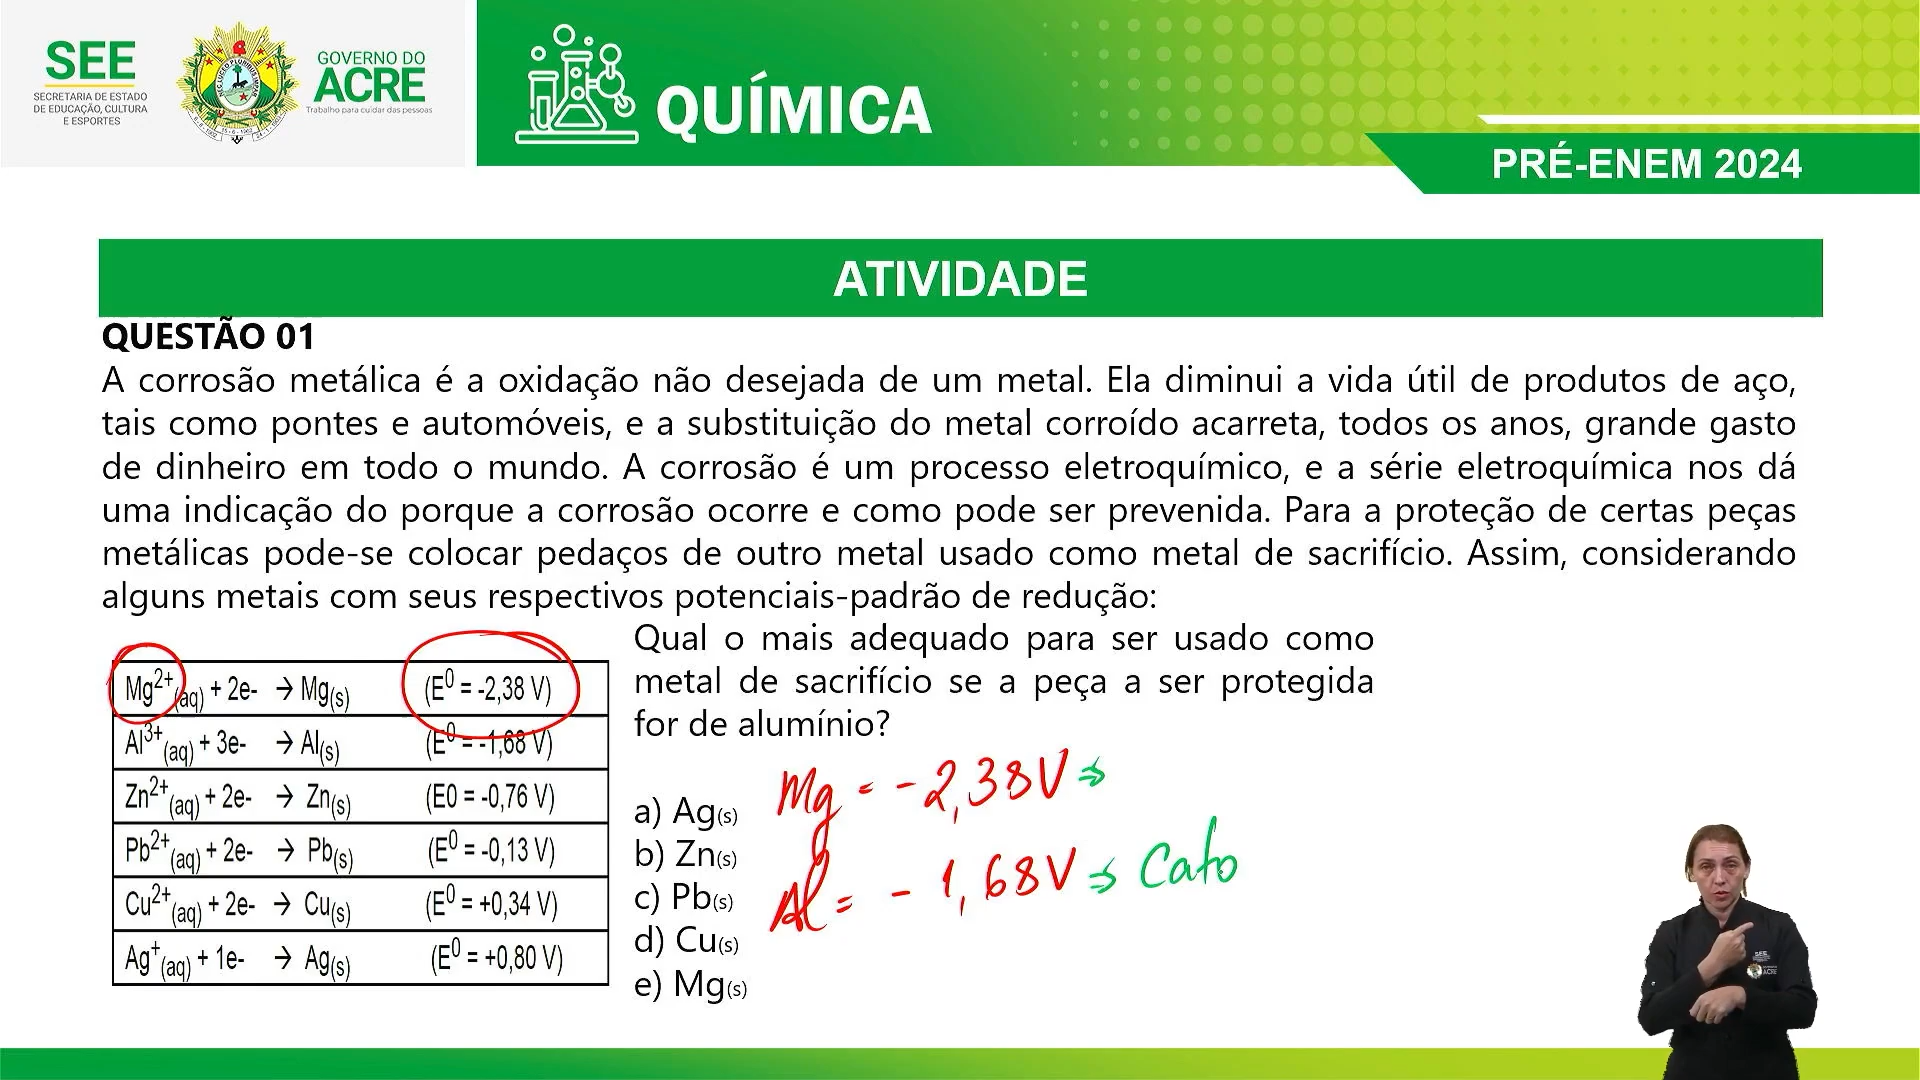 SEE
SECRETARIA DE ESTADO
DE EDUCAÇÃO, CULTURA
E ESPORTES
GOVERNO DO
ACRE
Trabalho para cuidar das pessoas
QUÍMICA
PRÉ-ENEM 2024
ATIVIDADE
QUESTÃO 01
A corrosão metálica é a oxidação não desejada de um metal. Ela diminui a vida útil de produtos de aço,
tais como pontes e automóveis, e a substituição do metal corroído acarreta, todos os anos, grande gasto
de dinheiro em todo o mundo. A corrosão é um processo eletroquímico, e a série eletroquímica nos dá
uma indicação do porque a corrosão ocorre e como pode ser prevenida. Para a proteção de certas peças
metálicas pode-se colocar pedaços de outro metal usado como metal de sacrifício. Assim, considerando
alguns metais com seus respectivos potenciais-padrão de redução:
Mg²⁺(aq) + 2e- → Mg(s) (E⁰ = -2,38 V)
Al³⁺(aq) + 3e- → Al(s) (E⁰ = -1,68 V)
Zn²⁺(aq) + 2e- → Zn(s) (E0 = -0,76 V)
Pb²⁺(aq) + 2e- → Pb(s) (E⁰ = -0,13 V)
Cu²⁺(aq) + 2e- → Cu(s) (E⁰ = +0,34 V)
Ag⁺(aq) + 1e- → Ag(s) (E⁰ = +0,80 V)
Qual o mais adequado para ser usado como
metal de sacrifício se a peça a ser protegida
for de alumínio?
a) Ag(s)
b) Zn(s)
c) Pb(s)
d) Cu(s)
e) Mg(s)
Mg = -2,38V ⇒
Al = - 1,68V ⇒ Cato
SEE
ACRE